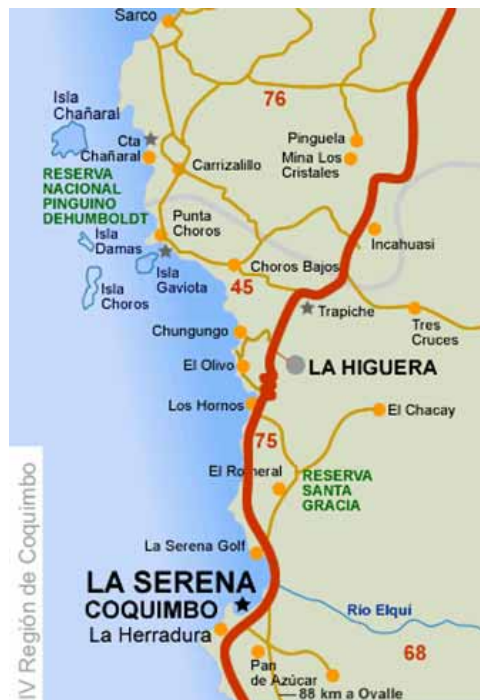 Sarco
76
Isla
Chañaral
Cta
Chañaral
Pinguela
Mina Los
Cristales
Carrizalillo
RESERVA
NACIONAL
PINGUINO
DEHUMBOLDT
Punta
Choros
Isla
Damas
Incahuasi
Isla
Gaviota
Choros Bajos
Isla
Choros
45
Trapiche
Tres
Cruces
Chungungo
El Olivo
LA HIGUERA
Los Hornos
El Chacay
75
El Romeral
RESERVA
SANTA
GRACIA
La Serena Golf
LA SERENA
COQUIMBO
La Herradura
Río Elquí
68
Pan
de Azúcar
88 km a Ovalle
IV Región de Coquimbo